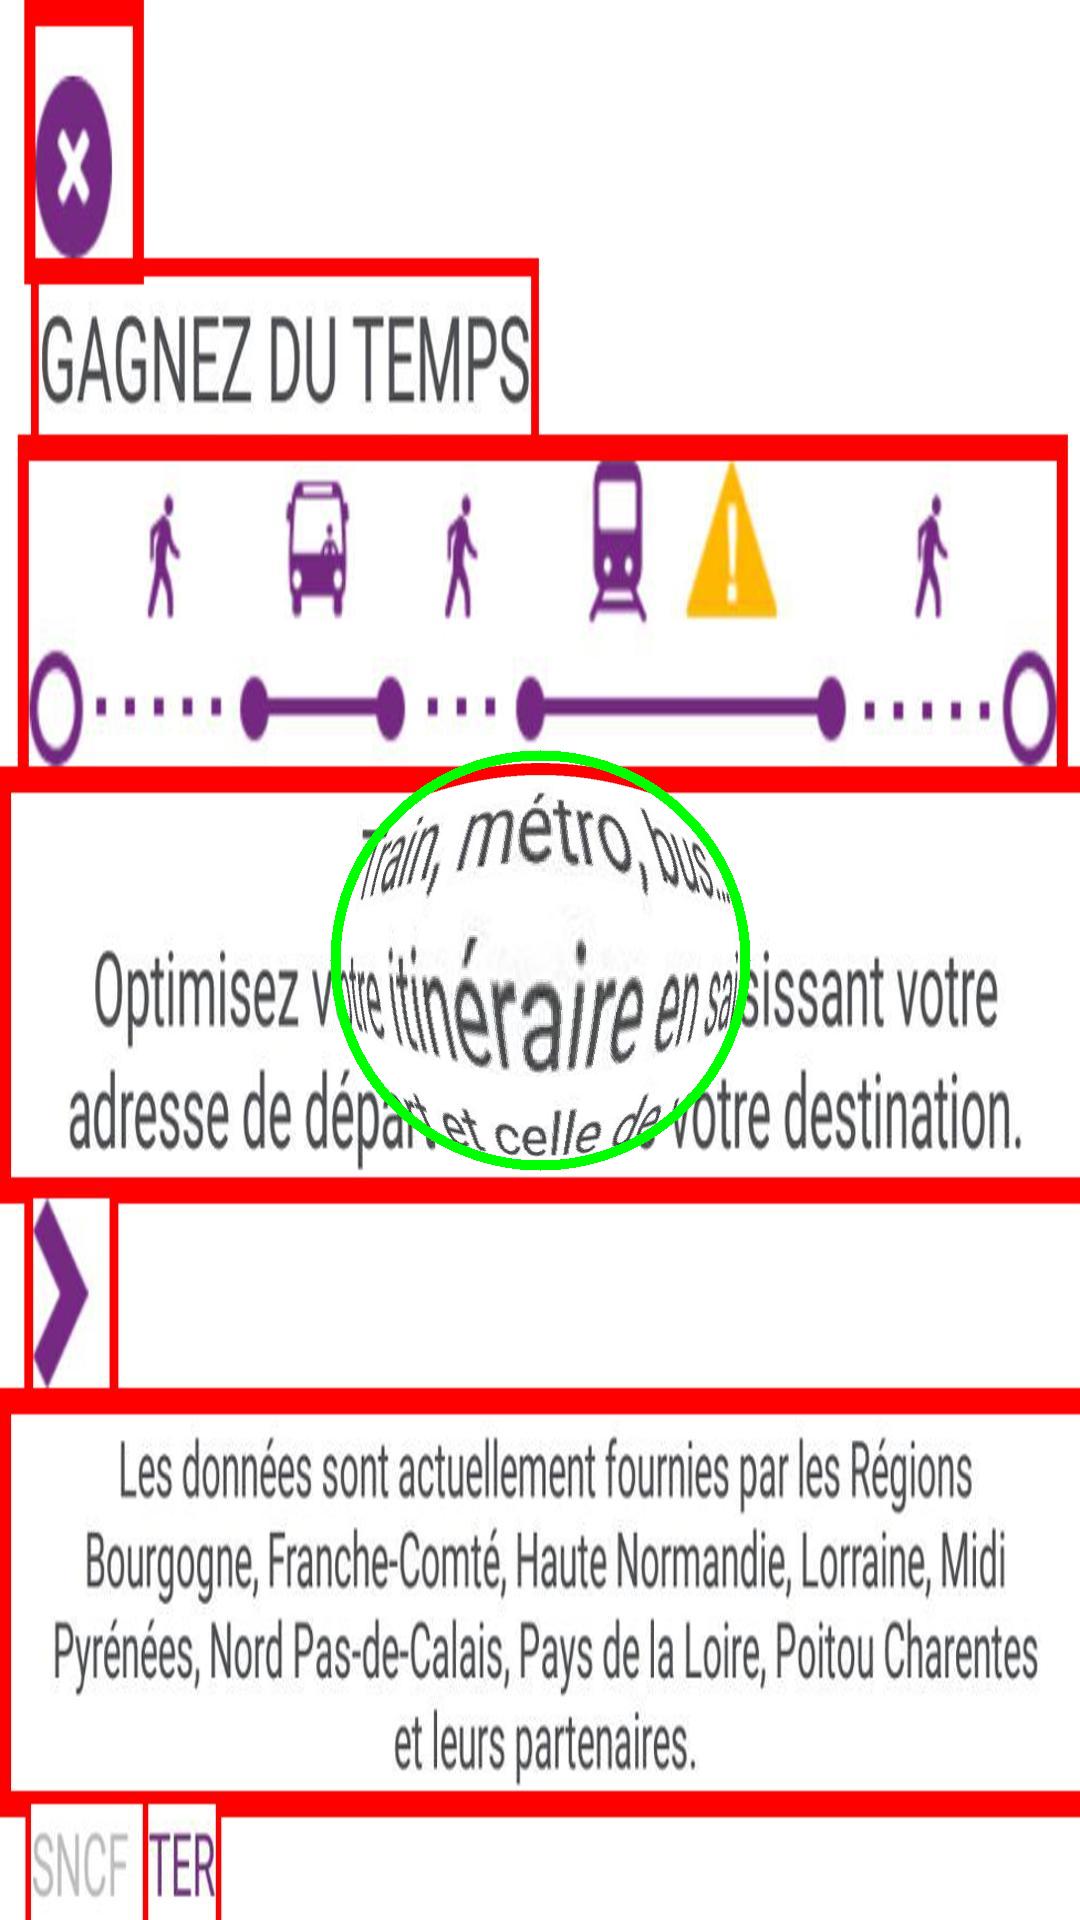 GAGNEZ DU TEMPS
Train, métro, bus...
Optimisez votre itinéraire en saisissant votre
adresse de départ et celle de votre destination.
Les données sont actuellement fournies par les Régions
Bourgogne, Franche-Comté, Haute Normandie, Lorraine, Midi
Pyrénées, Nord Pas-de-Calais, Pays de la Loire, Poitou Charentes
et leurs partenaires.
SNCF TER